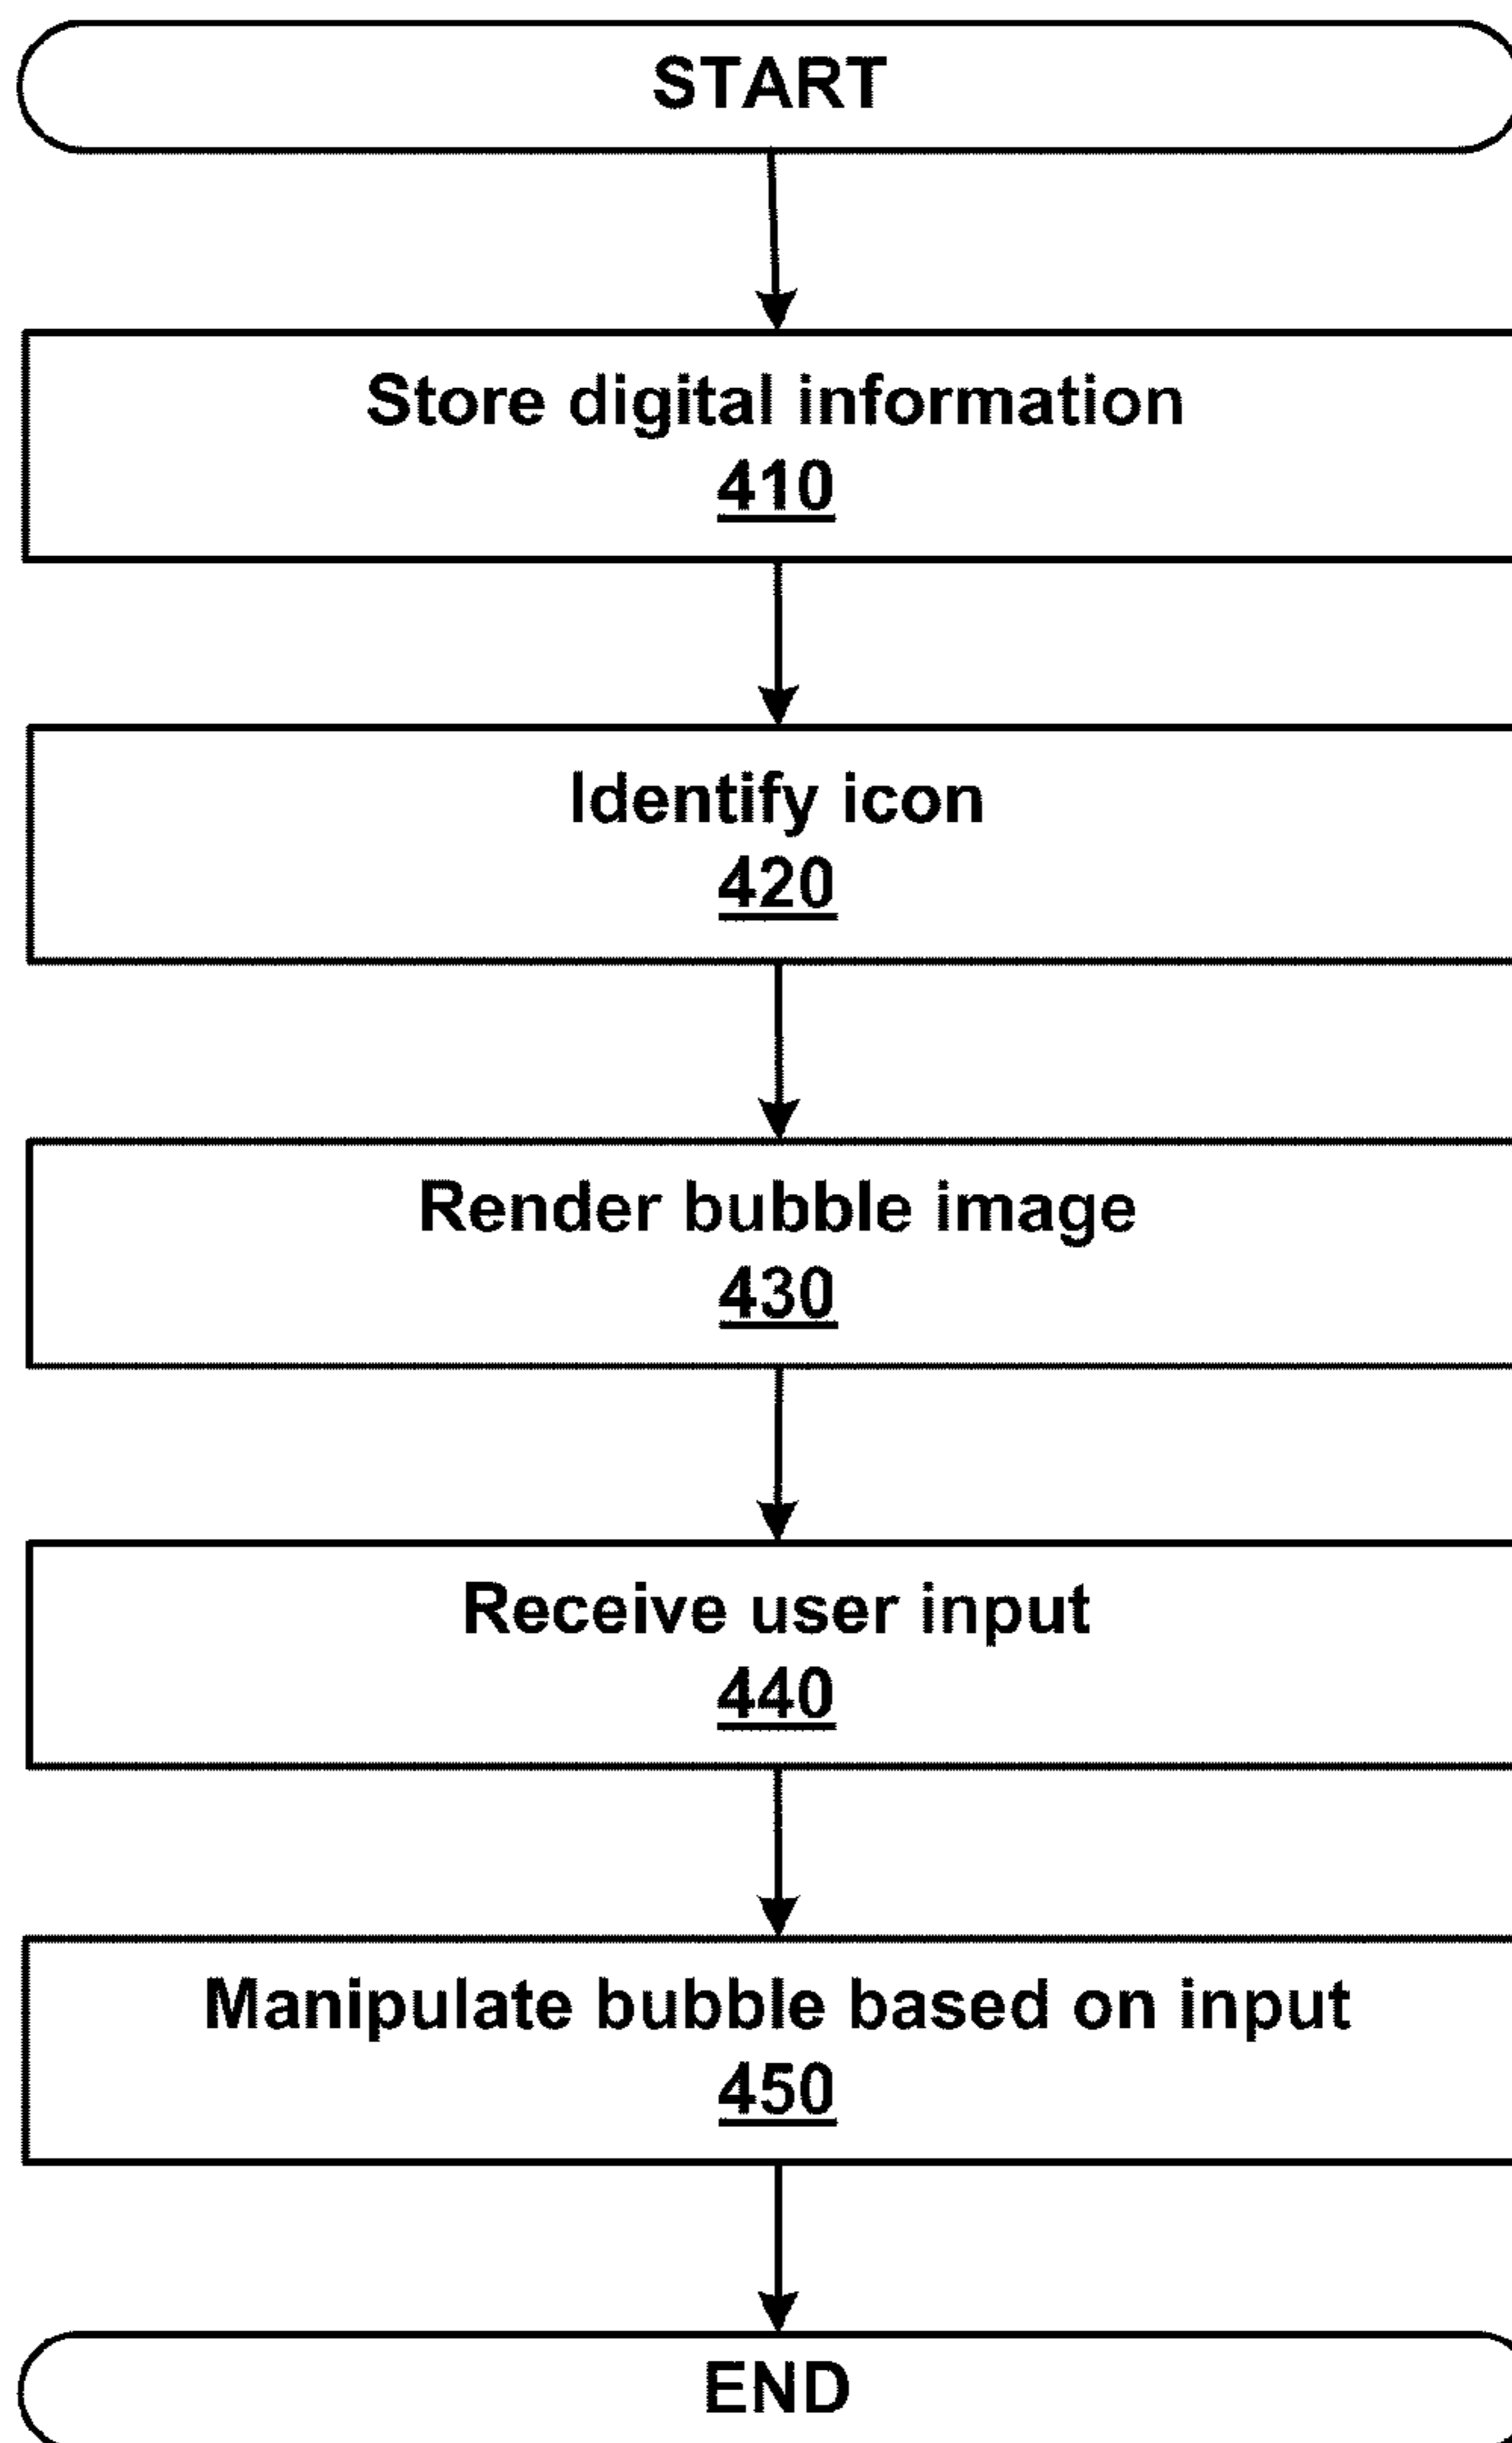 START
Store digital information
410
Identify icon
420
Render bubble image
430
Receive user input
440
Manipulate bubble based on input
450
END